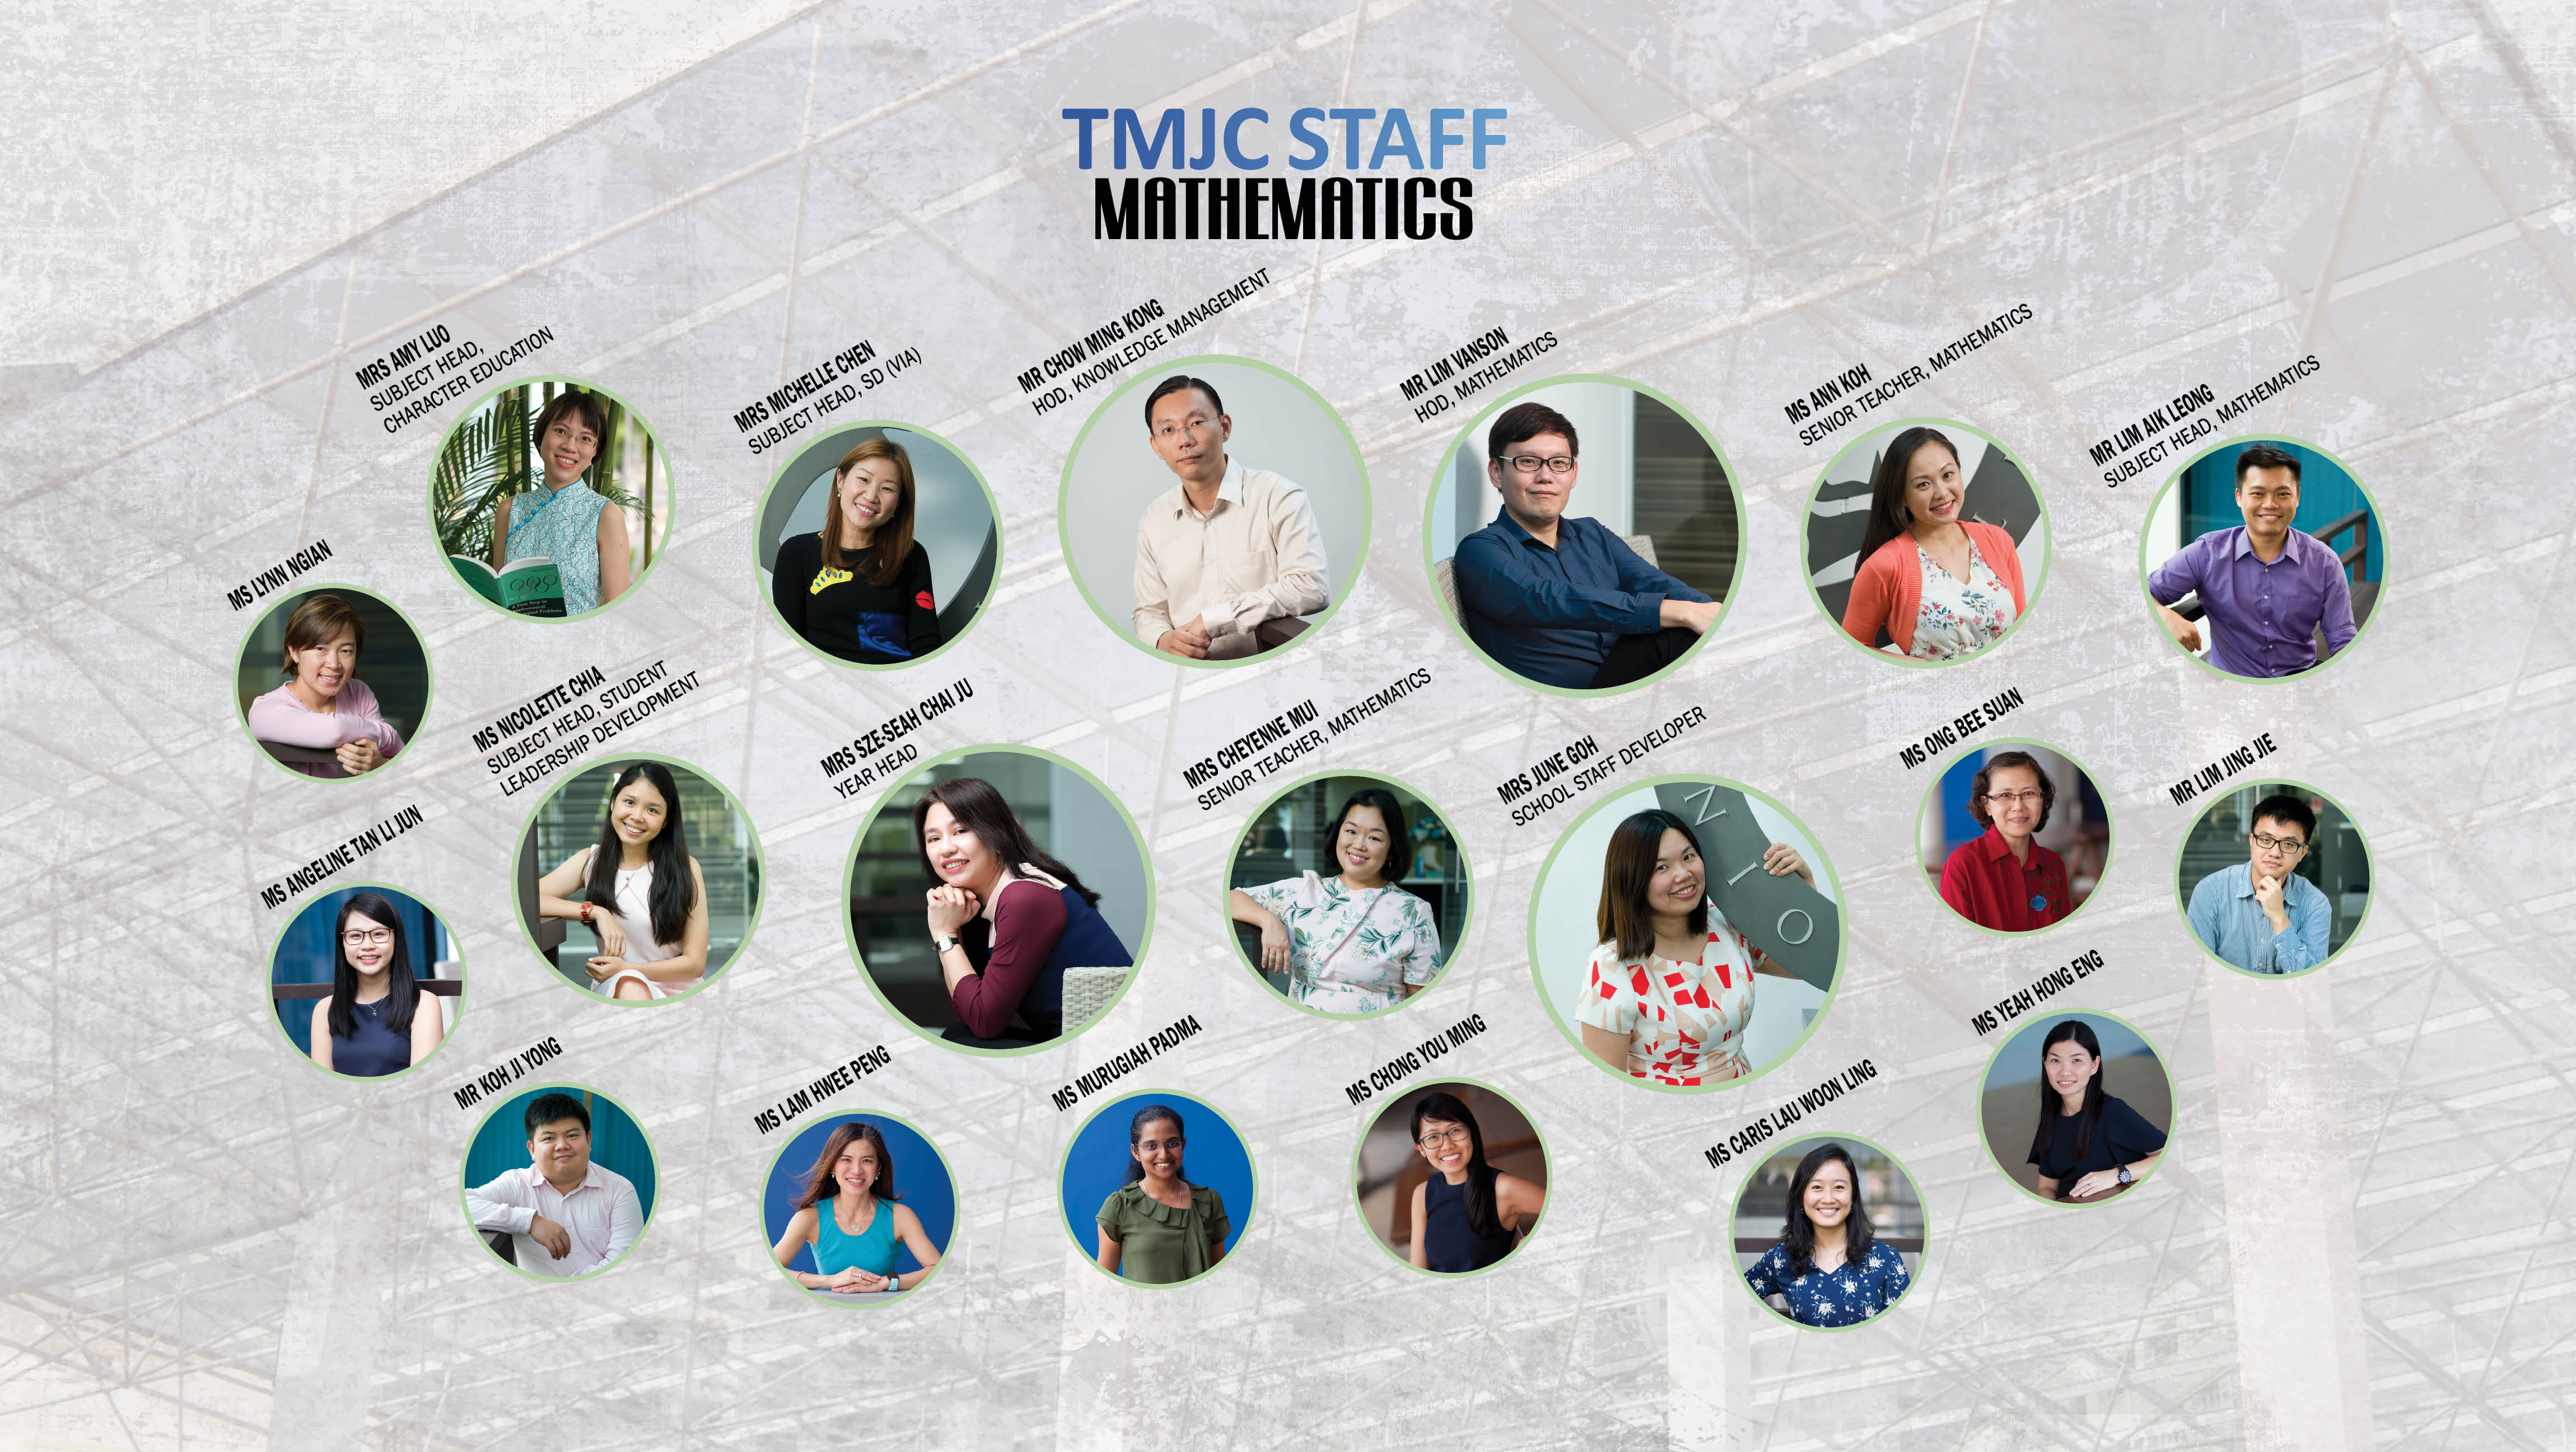 TMJC STAFF
MATHEMATICS
MRS AMY LUO
SUBJECT HEAD,
CHARACTER EDUCATION
MRS MICHELLE CHEN
SUBJECT HEAD, SD (VIA)
MR CHOW MING KONG
HOD, KNOWLEDGE MANAGEMENT
MR LIM VANSON
HOD, MATHEMATICS
MS ANN KOH
SENIOR TEACHER, MATHEMATICS
MR LIM AIK LEONG
SUBJECT HEAD, MATHEMATICS
MS LYNN NGIAN
A First Step to
MS NICOLETTE CHIA
SUBJECT HEAD, STUDENT
LEADERSHIP DEVELOPMENT
MRS SZE-SEAH CHAI JU
YEAR HEAD
MRS CHEYENNE MUI
SENIOR TEACHER, MATHEMATICS
MRS JUNE GOH
SCHOOL STAFF DEVELOPER
N I O
MS ONG BEE SUAN
MR LIM JING JIE
MS ANGELINE TAN LI JUN
MR KOH JI YONG
MS LAM HWEE PENG
MS MURUGIAH PADMA
MS CHONG YOU MING
MS CARIS LAU WOON LING
MS YEAH HONG ENG